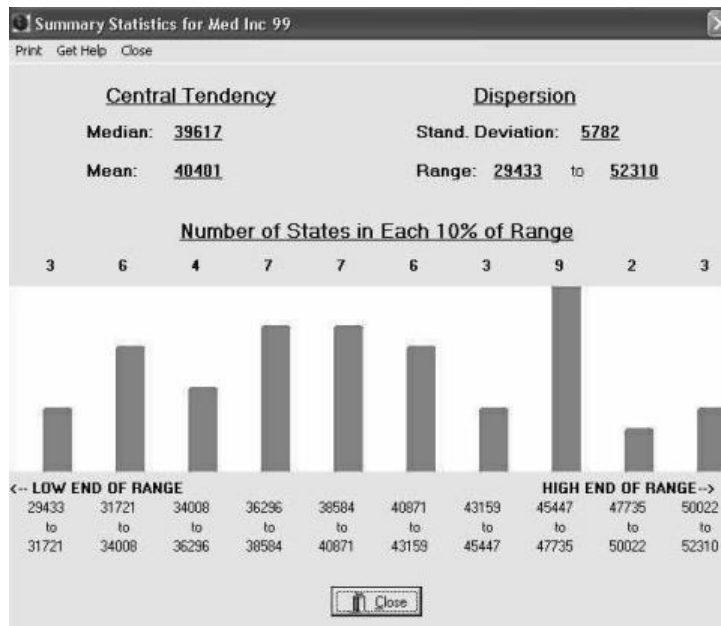 Summary Statistics for Med Inc 99
Print Get Help Close
Central Tendency Dispersion
Median: 39617 Stand. Deviation: 5782
Mean: 40401 Range: 29433 to 52310
Number of States in Each 10% of Range
3 6 4 7 7 6 3 9 2 3
<-- LOW END OF RANGE HIGH END OF RANGE-->
29433 31721 34008 36296 38584 40871 43159 45447 47735 50022
to to to to to to to to to to
31721 34008 36296 38584 40871 43159 45447 47735 50022 52310
Close